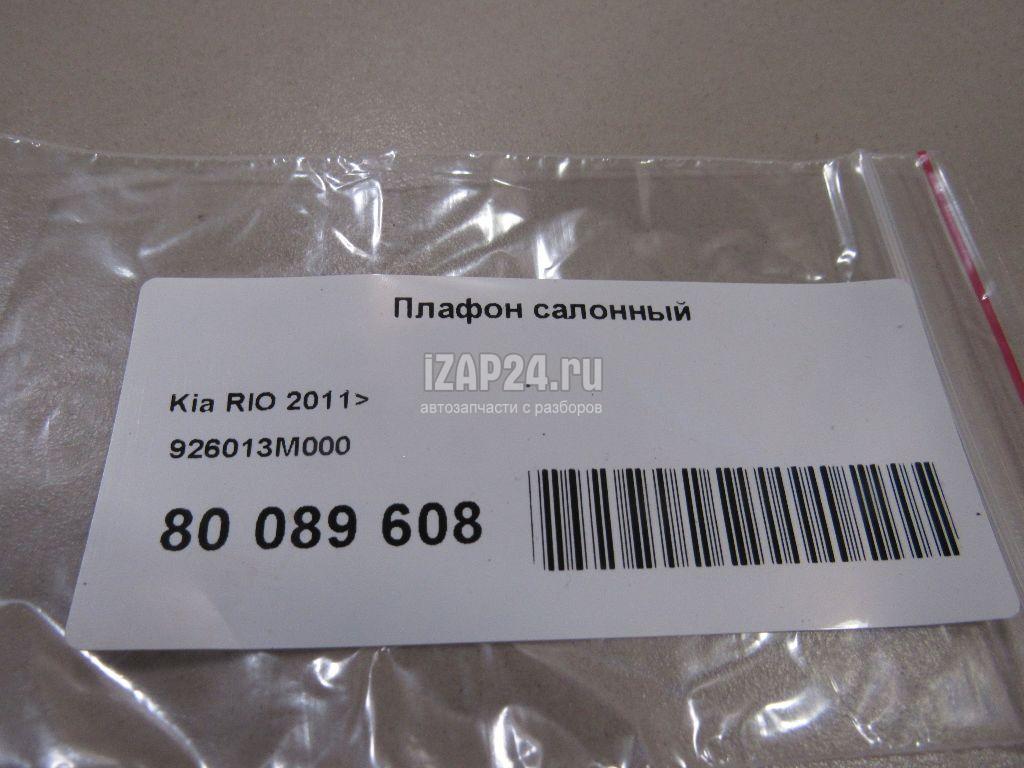 Плафон салонный
iZAP24.ru
автозапчасти с разборов
Kia RIO 2011>
926013M000
80 089 608